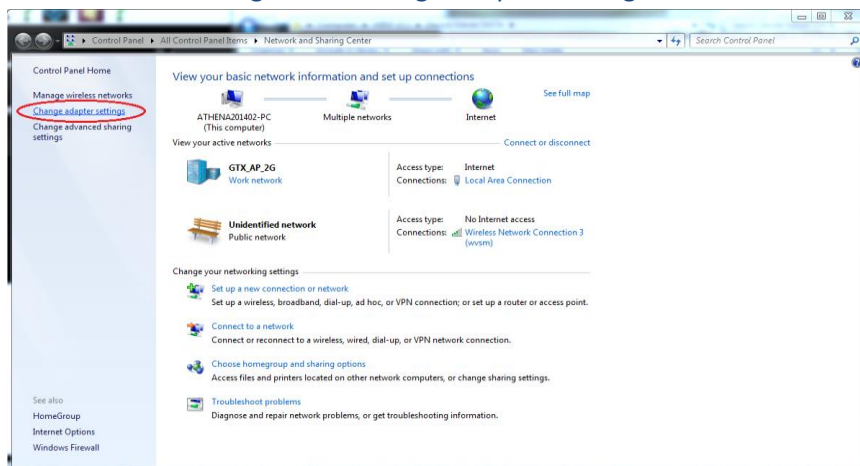 Control Panel ▸ All Control Panel Items ▸ Network and Sharing Center
Search Control Panel
Control Panel Home
Manage wireless networks
Change adapter settings
Change advanced sharing
settings
See also
HomeGroup
Internet Options
Windows Firewall
View your basic network information and set up connections
See full map
ATHENA201402-PC
(This computer)
Multiple networks
Internet
View your active networks
Connect or disconnect
GTX_AP_2G
Work network
Access type: Internet
Connections: Local Area Connection
Unidentified network
Public network
Access type: No Internet access
Connections: Wireless Network Connection 3
(wvsm)
Change your networking settings
Set up a new connection or network
Set up a wireless, broadband, dial-up, ad hoc, or VPN connection; or set up a router or access point.
Connect to a network
Connect or reconnect to a wireless, wired, dial-up, or VPN network connection.
Choose homegroup and sharing options
Access files and printers located on other network computers, or change sharing settings.
Troubleshoot problems
Diagnose and repair network problems, or get troubleshooting information.